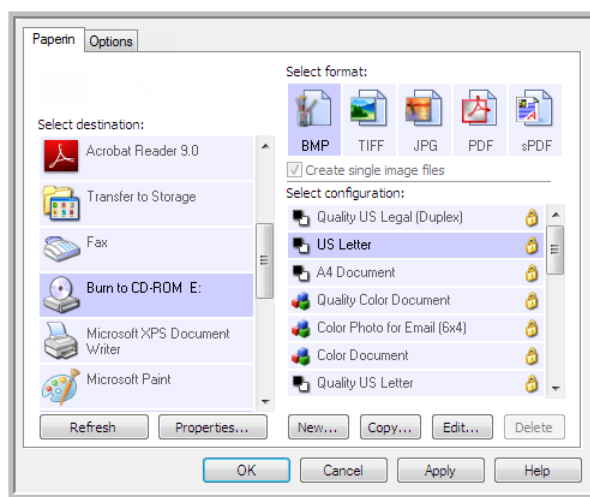 Paperin Options
Select destination:
Acrobat Reader 9.0
Transfer to Storage
Fax
Burn to CD-ROM E:
Microsoft XPS Document
Writer
Microsoft Paint
Refresh Properties...
Select format:
BMP TIFF JPG PDF sPDF
Create single image files
Select configuration:
Quality US Legal (Duplex)
US Letter
A4 Document
Quality Color Document
Color Photo for Email (6x4)
Color Document
Quality US Letter
New... Copy... Edit... Delete
OK Cancel Apply Help